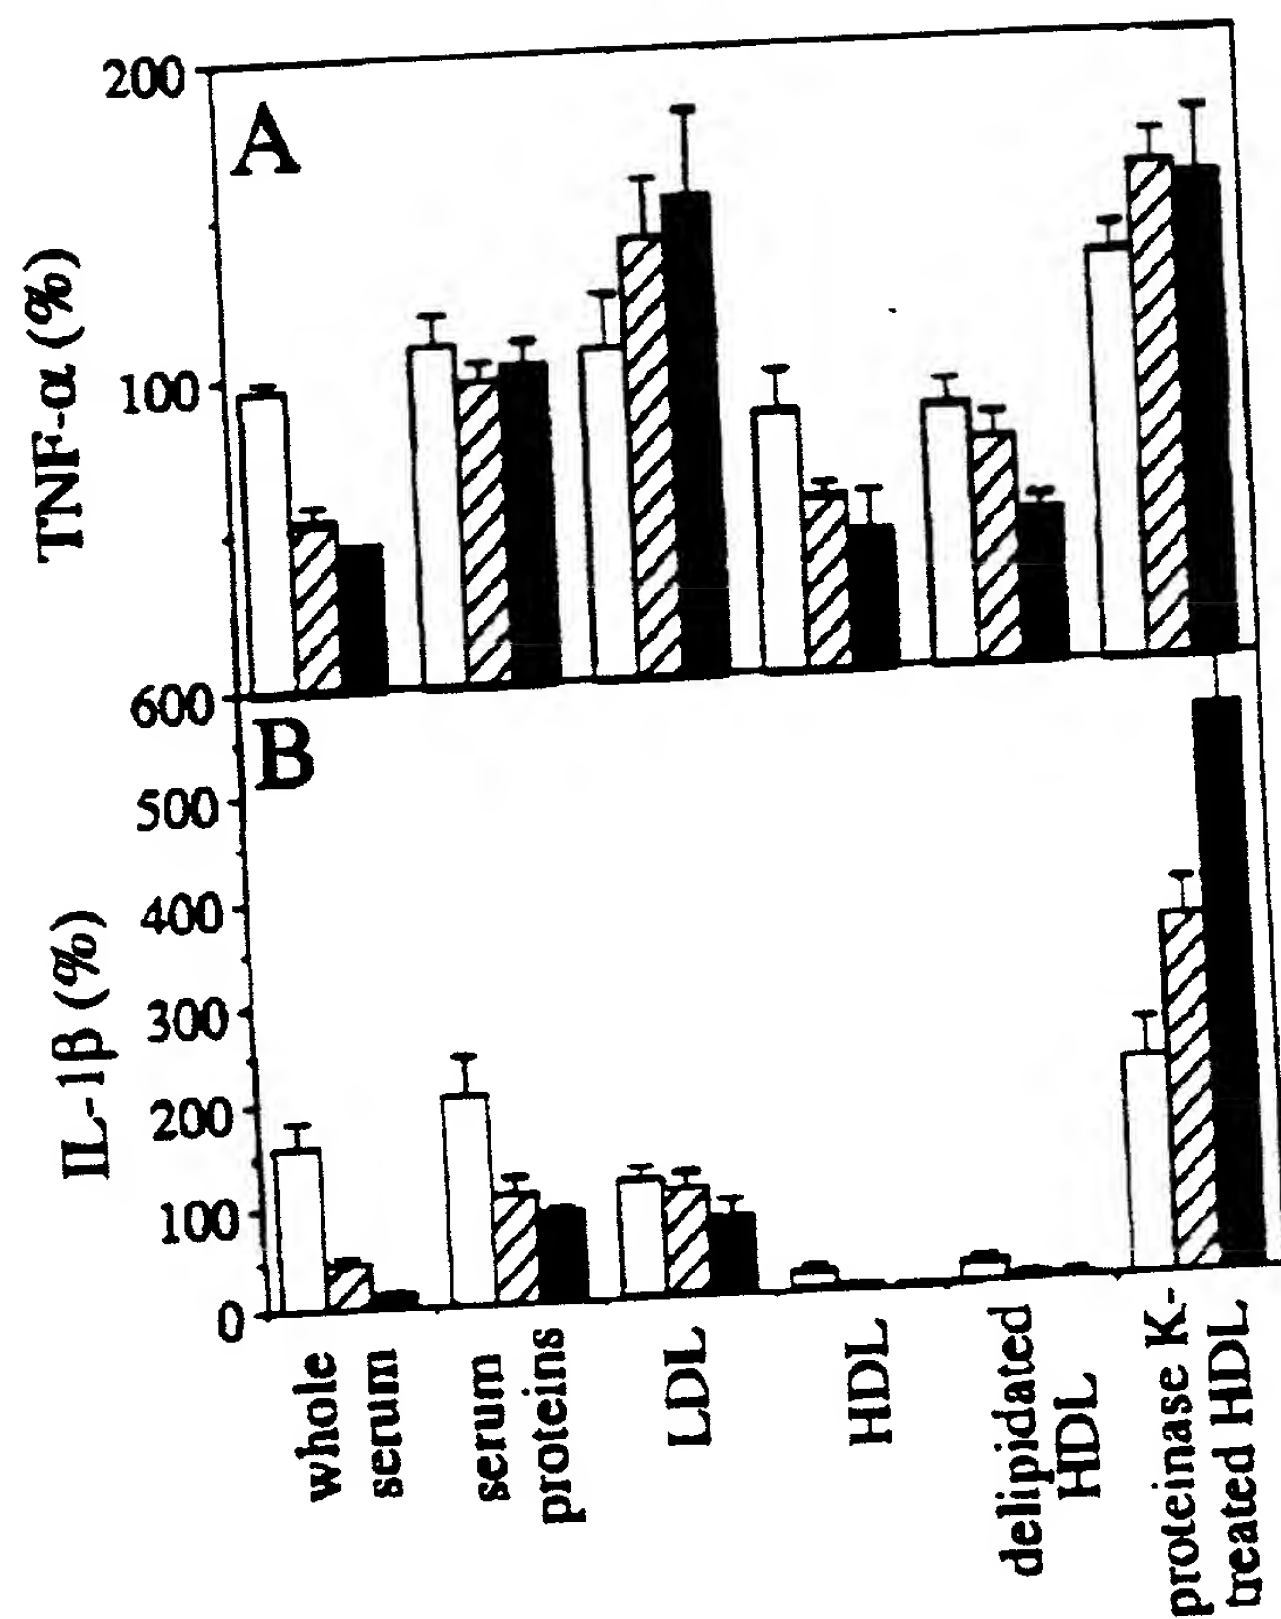 200
A
TNF-α (%)
100
600
B
500
400
IL-1β (%)
300
200
100
0
whole
serum
serum
proteins
LDL
HDL
delipidated
HDL
proteinase K-
treated HDL